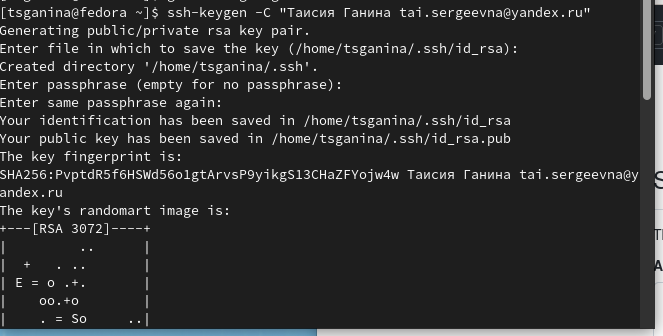 [tsganina@fedora ~]$ ssh-keygen -C "Таисия Ганина tai.sergeevna@yandex.ru"
Generating public/private rsa key pair.
Enter file in which to save the key (/home/tsganina/.ssh/id_rsa):
Created directory '/home/tsganina/.ssh'.
Enter passphrase (empty for no passphrase):
Enter same passphrase again:
Your identification has been saved in /home/tsganina/.ssh/id_rsa
Your public key has been saved in /home/tsganina/.ssh/id_rsa.pub
The key fingerprint is:
SHA256:PvptdR5f6HSWd56o1gtArvsP9yikgS13CHaZFYojw4w Таисия Ганина tai.sergeevna@y
andex.ru
The key's randomart image is:
+---[RSA 3072]----+
|         ..      |
|  +   . ..       |
| E = o .+.       |
|    oo.+o        |
|    . = So     ..|